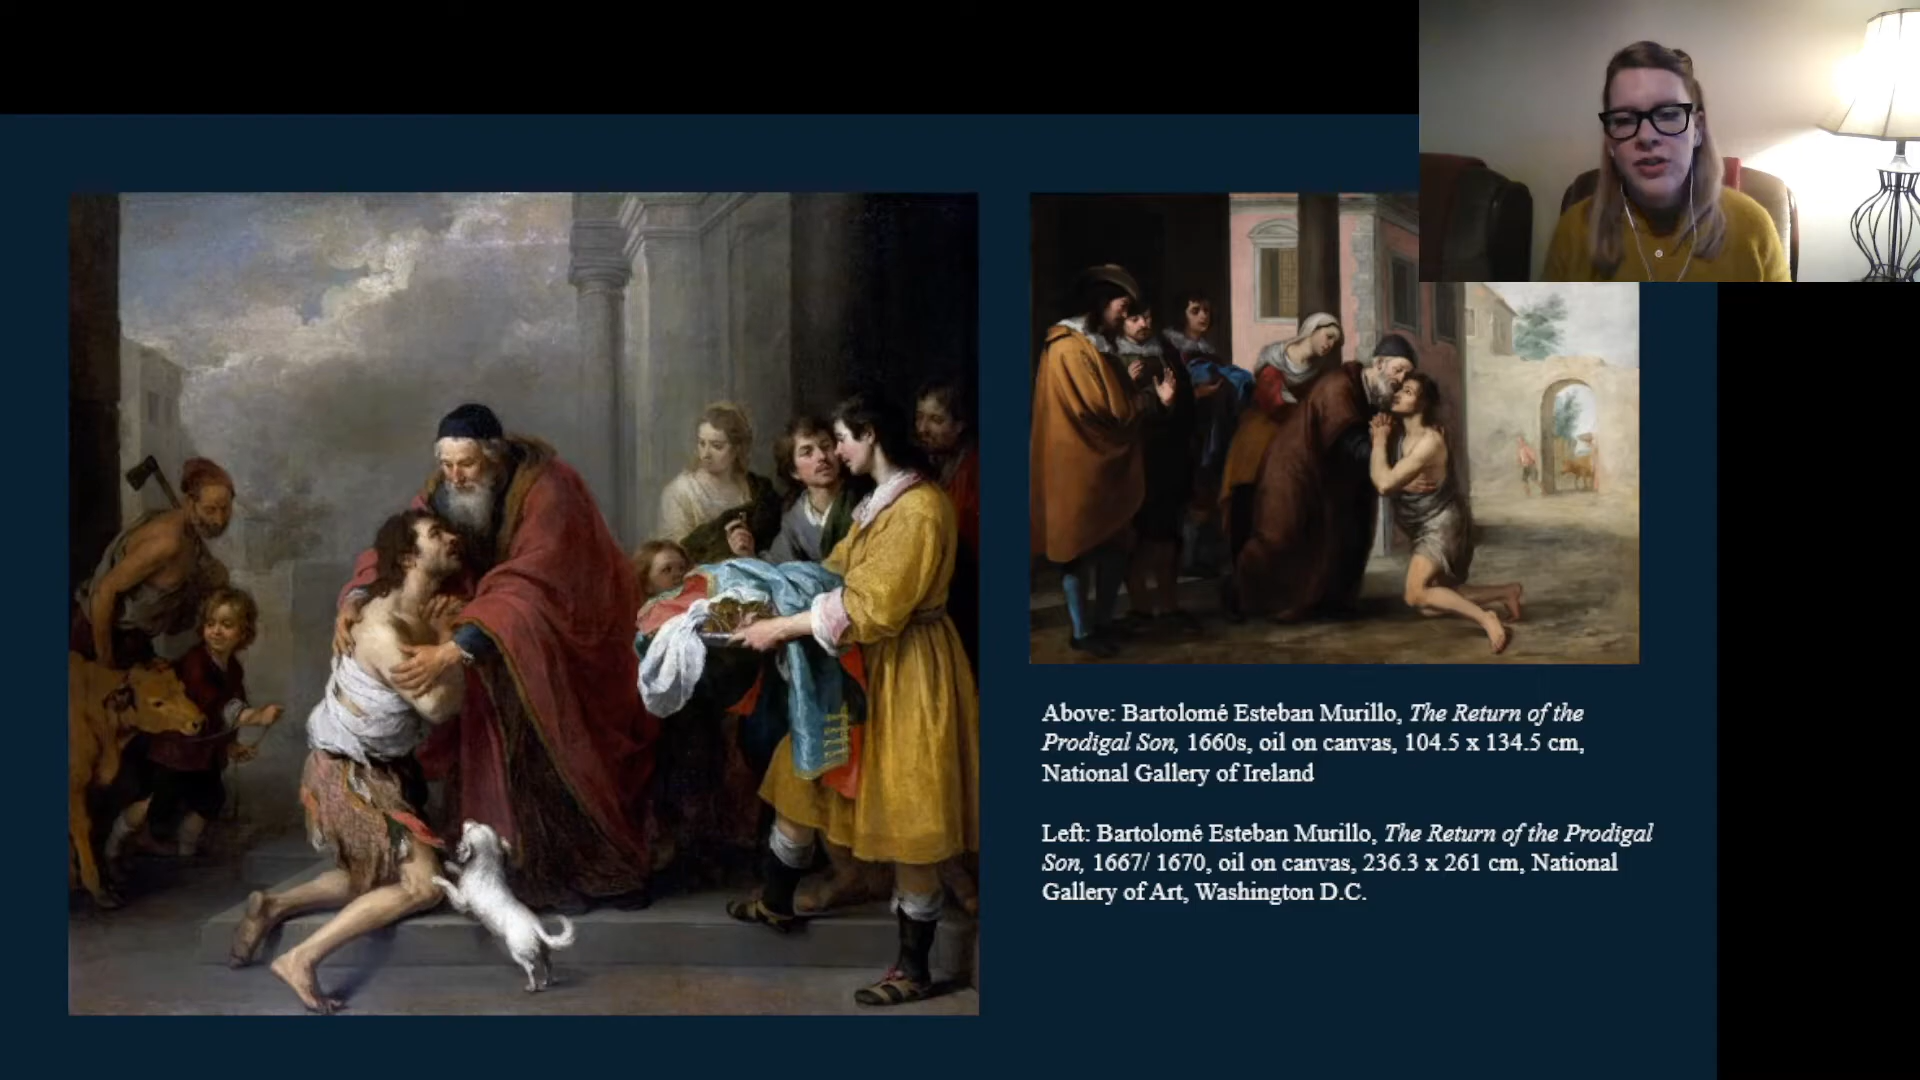 Above: Bartolomé Esteban Murillo, The Return of the
Prodigal Son, 1660s, oil on canvas, 104.5 x 134.5 cm,
National Gallery of Ireland
Left: Bartolomé Esteban Murillo, The Return of the Prodigal
Son, 1667/ 1670, oil on canvas, 236.3 x 261 cm, National
Gallery of Art, Washington D.C.